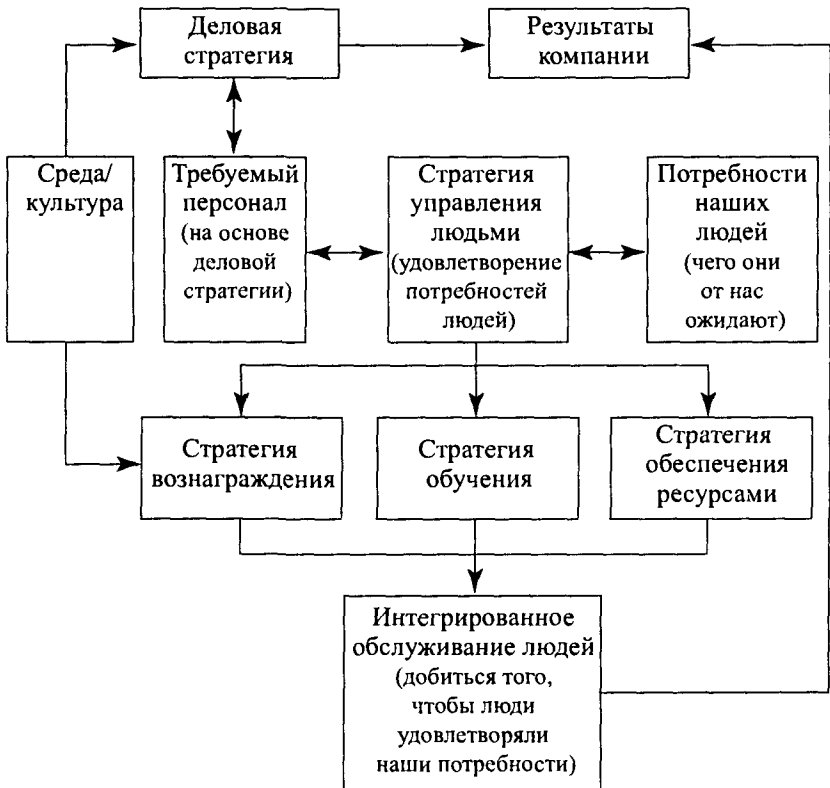 Деловая
стратегия
Результаты
компании
Среда/
культура
Требуемый
персонал
(на основе
деловой
стратегии)
Стратегия
управления
людьми
(удовлетворение
потребностей
людей)
Потребности
наших
людей
(чего они
от нас
ожидают)
Стратегия
вознаграждения
Стратегия
обучения
Стратегия
обеспечения
ресурсами
Интегрированное
обслуживание людей
(добиться того,
чтобы люди
удовлетворяли
наши потребности)